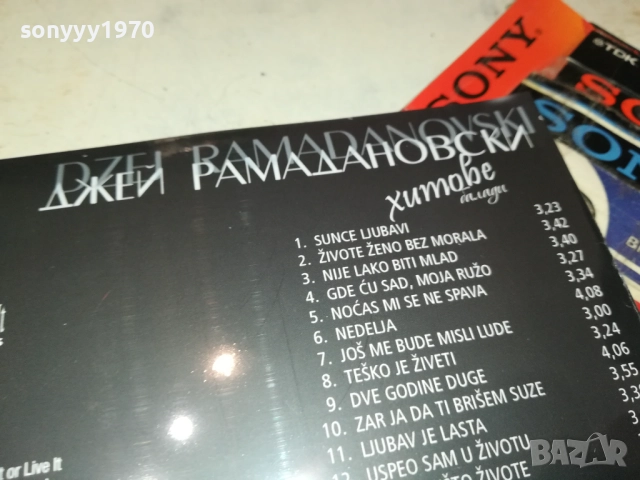 sonyyy1970
SONY
TDK
DZEJ RAMADANOVSKI
ДЖЕЙ РАМАДАНОВСКИ
хитове
балади
1. SUNCE LJUBAVI 3,23
2. ŽIVOTE ŽENO BEZ MORALA 3,42
3. NIJE LAKO BITI MLAD 3,40
4. GDE ĆU SAD, MOJA RUŽO 3,27
5. NOĆAS MI SE NE SPAVA 3,34
6. NEDELJA 4,08
7. JOŠ ME BUDE MISLI LUDE 3,00
8. TEŠKO JE ŽIVETI 3,24
9. DVE GODINE DUGE 4,06
10. ZAR JA DA TI BRIŠEM SUZE 3,55
11. LJUBAV JE LASTA
12. USPEO SAM U ŽIVOTU
ŽIVOTE
t or Live It
BAZAR